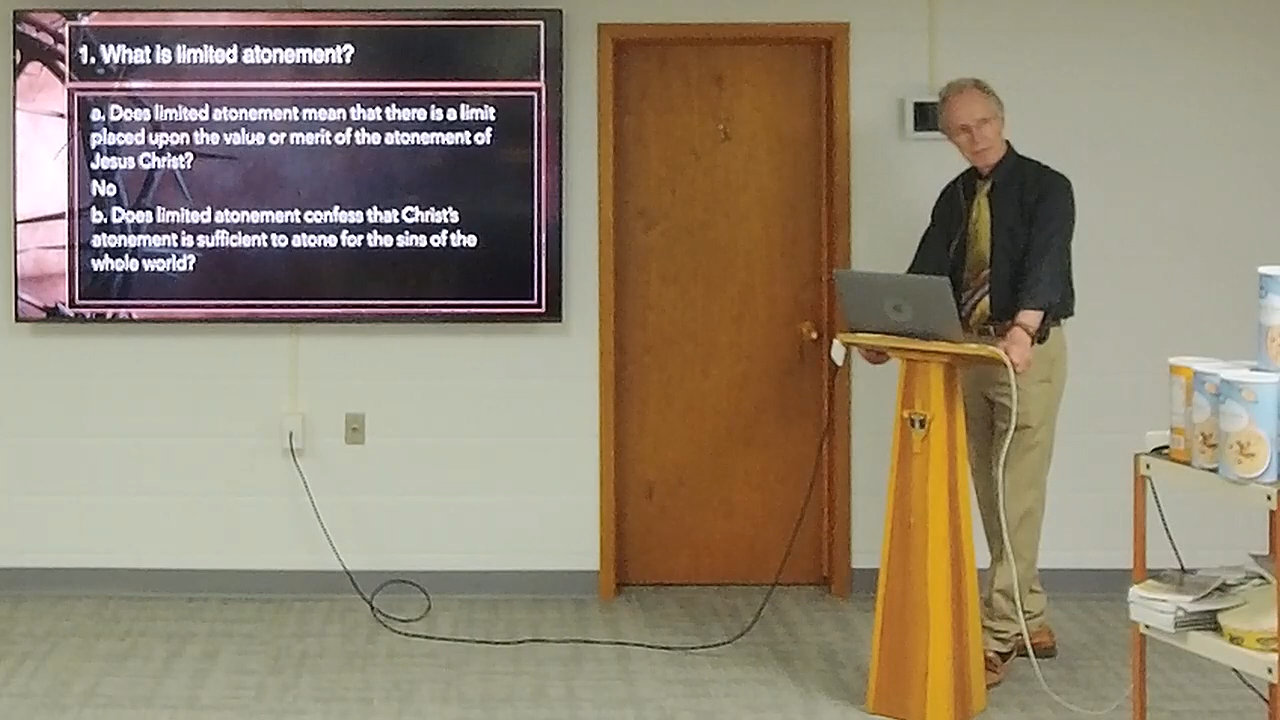 1. What is limited atonement?
a. Does limited atonement mean that there is a limit
placed upon the value or merit of the atonement of
Jesus Christ?
No
b. Does limited atonement confess that Christ's
atonement is sufficient to atone for the sins of the
whole world?